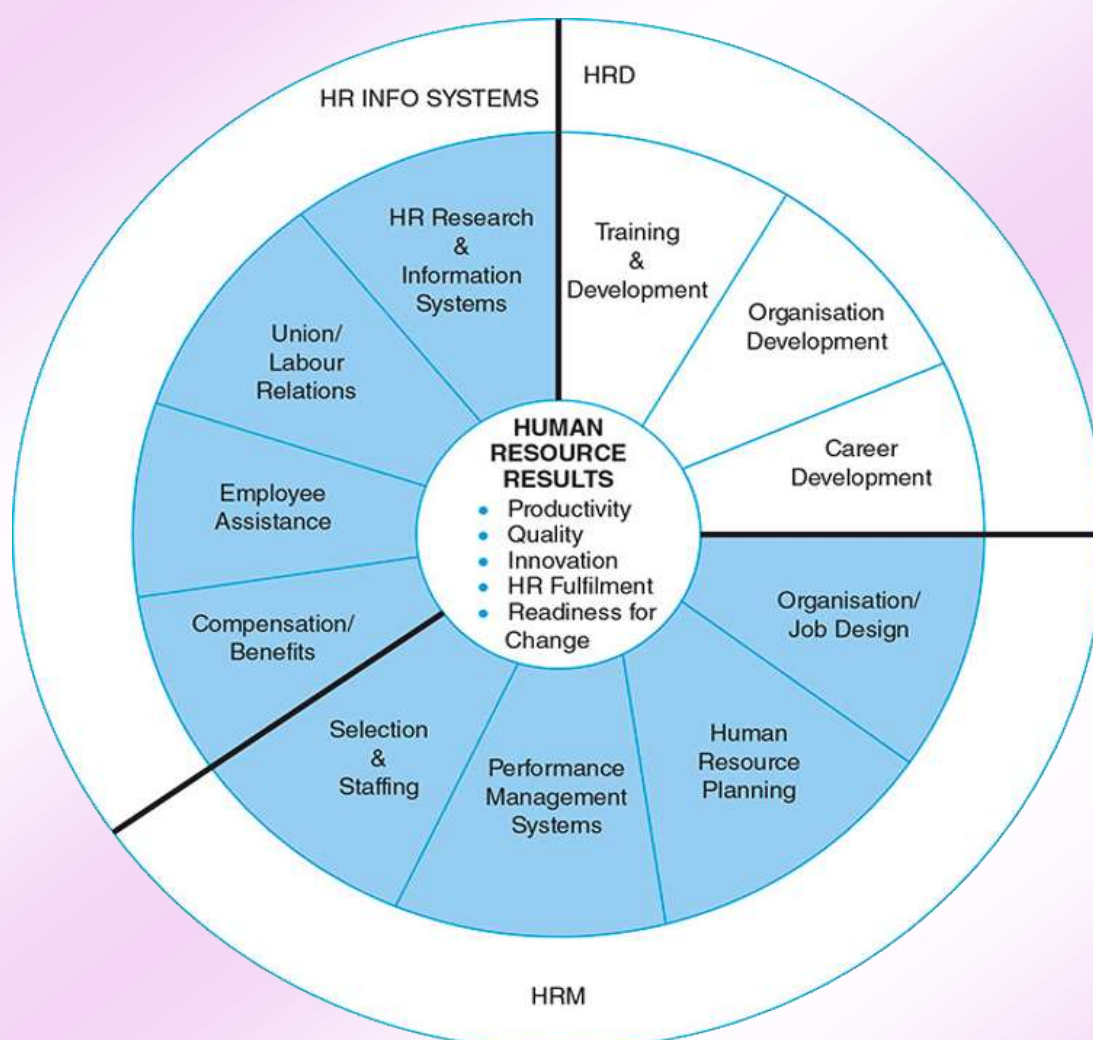 HR INFO SYSTEMS
HRD
HR Research
&
Information
Systems
Training
&
Development
Organisation
Development
Career
Development
Union/
Labour
Relations
Employee
Assistance
Compensation/
Benefits
HUMAN
RESOURCE
RESULTS
• Productivity
• Quality
• Innovation
• HR Fulfilment
• Readiness for
Change
Organisation/
Job Design
Human
Resource
Planning
Performance
Management
Systems
Selection
&
Staffing
HRM